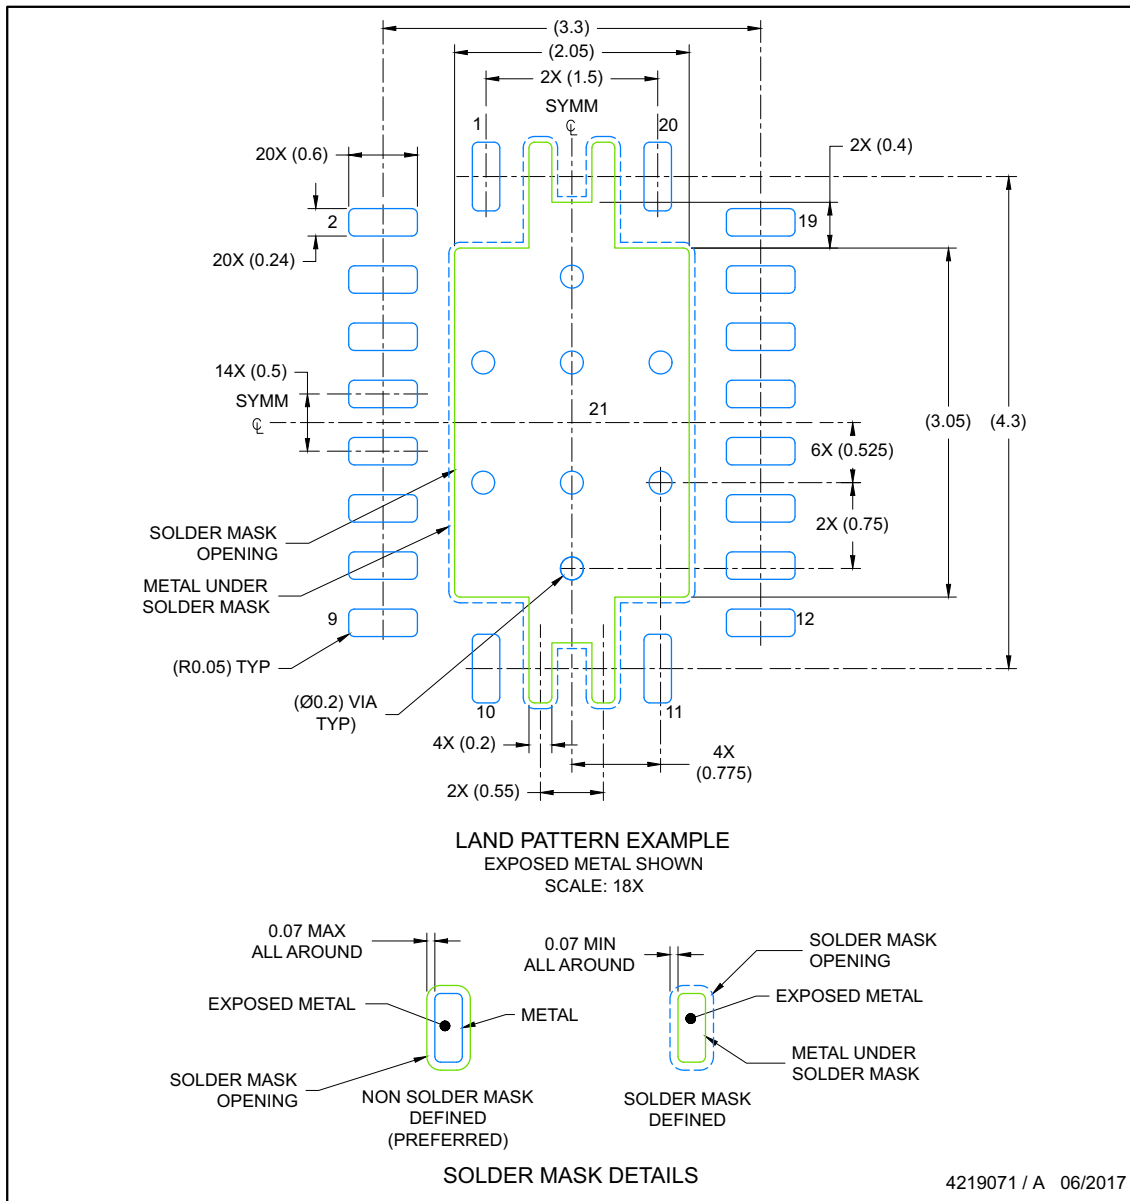 (3.3)
(2.05)
2X (1.5)
SYMM
℄
1
20
2X (0.4)
20X (0.6)
2
19
20X (0.24)
14X (0.5)
SYMM
℄
21
(3.05)
(4.3)
6X (0.525)
2X (0.75)
SOLDER MASK
OPENING
METAL UNDER
SOLDER MASK
9
12
(R0.05) TYP
(Ø0.2) VIA
TYP)
10
11
4X (0.2)
4X
(0.775)
2X (0.55)
LAND PATTERN EXAMPLE
EXPOSED METAL SHOWN
SCALE: 18X
0.07 MAX
ALL AROUND
EXPOSED METAL
METAL
SOLDER MASK
OPENING
NON SOLDER MASK
DEFINED
(PREFERRED)
0.07 MIN
ALL AROUND
SOLDER MASK
OPENING
EXPOSED METAL
METAL UNDER
SOLDER MASK
SOLDER MASK
DEFINED
SOLDER MASK DETAILS
4219071 / A 06/2017